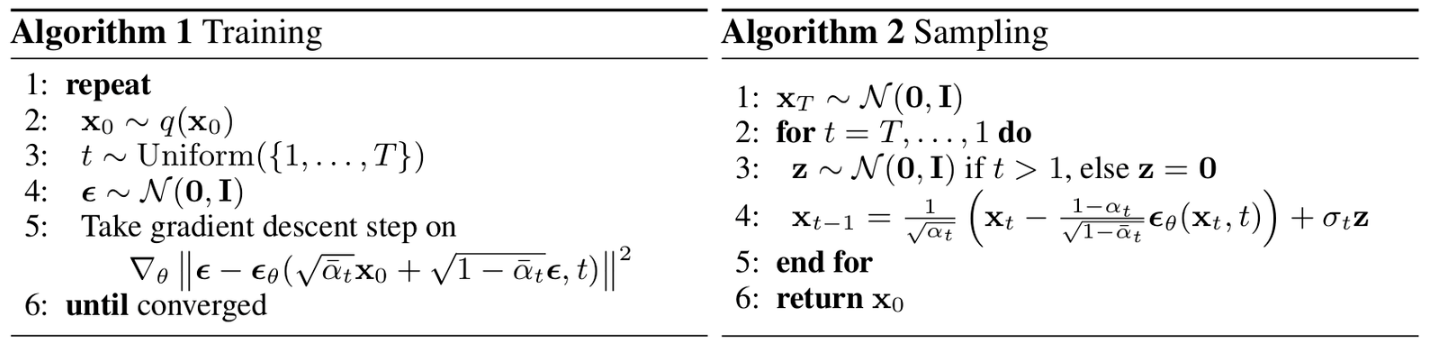 Algorithm 1 Training
1: repeat
2: x₀ ∼ q(x₀)
3: t ∼ Uniform({1, . . . , T})
4: ϵ ∼ 𝒩(0, I)
5: Take gradient descent step on
∇_θ ‖ϵ − ϵ_θ(√ᾱ_t x₀ + √(1 − ᾱ_t) ϵ, t)‖²
6: until converged
Algorithm 2 Sampling
1: x_T ∼ 𝒩(0, I)
2: for t = T, . . . , 1 do
3: z ∼ 𝒩(0, I) if t > 1, else z = 0
4: x_{t−1} = 1/√α_t (x_t − (1−α_t)/√(1−ᾱ_t) ϵ_θ(x_t, t)) + σ_t z
5: end for
6: return x₀